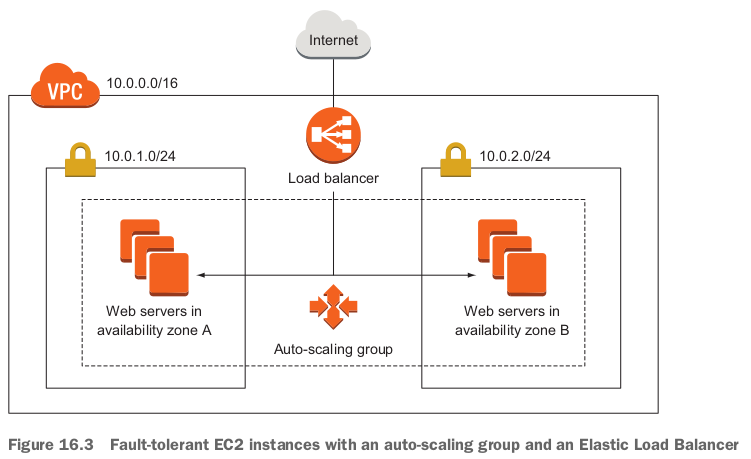 Internet
VPC
10.0.0.0/16
10.0.1.0/24
10.0.2.0/24
Load balancer
Web servers in
availability zone A
Web servers in
availability zone B
Auto-scaling group
Figure 16.3 Fault-tolerant EC2 instances with an auto-scaling group and an Elastic Load Balancer